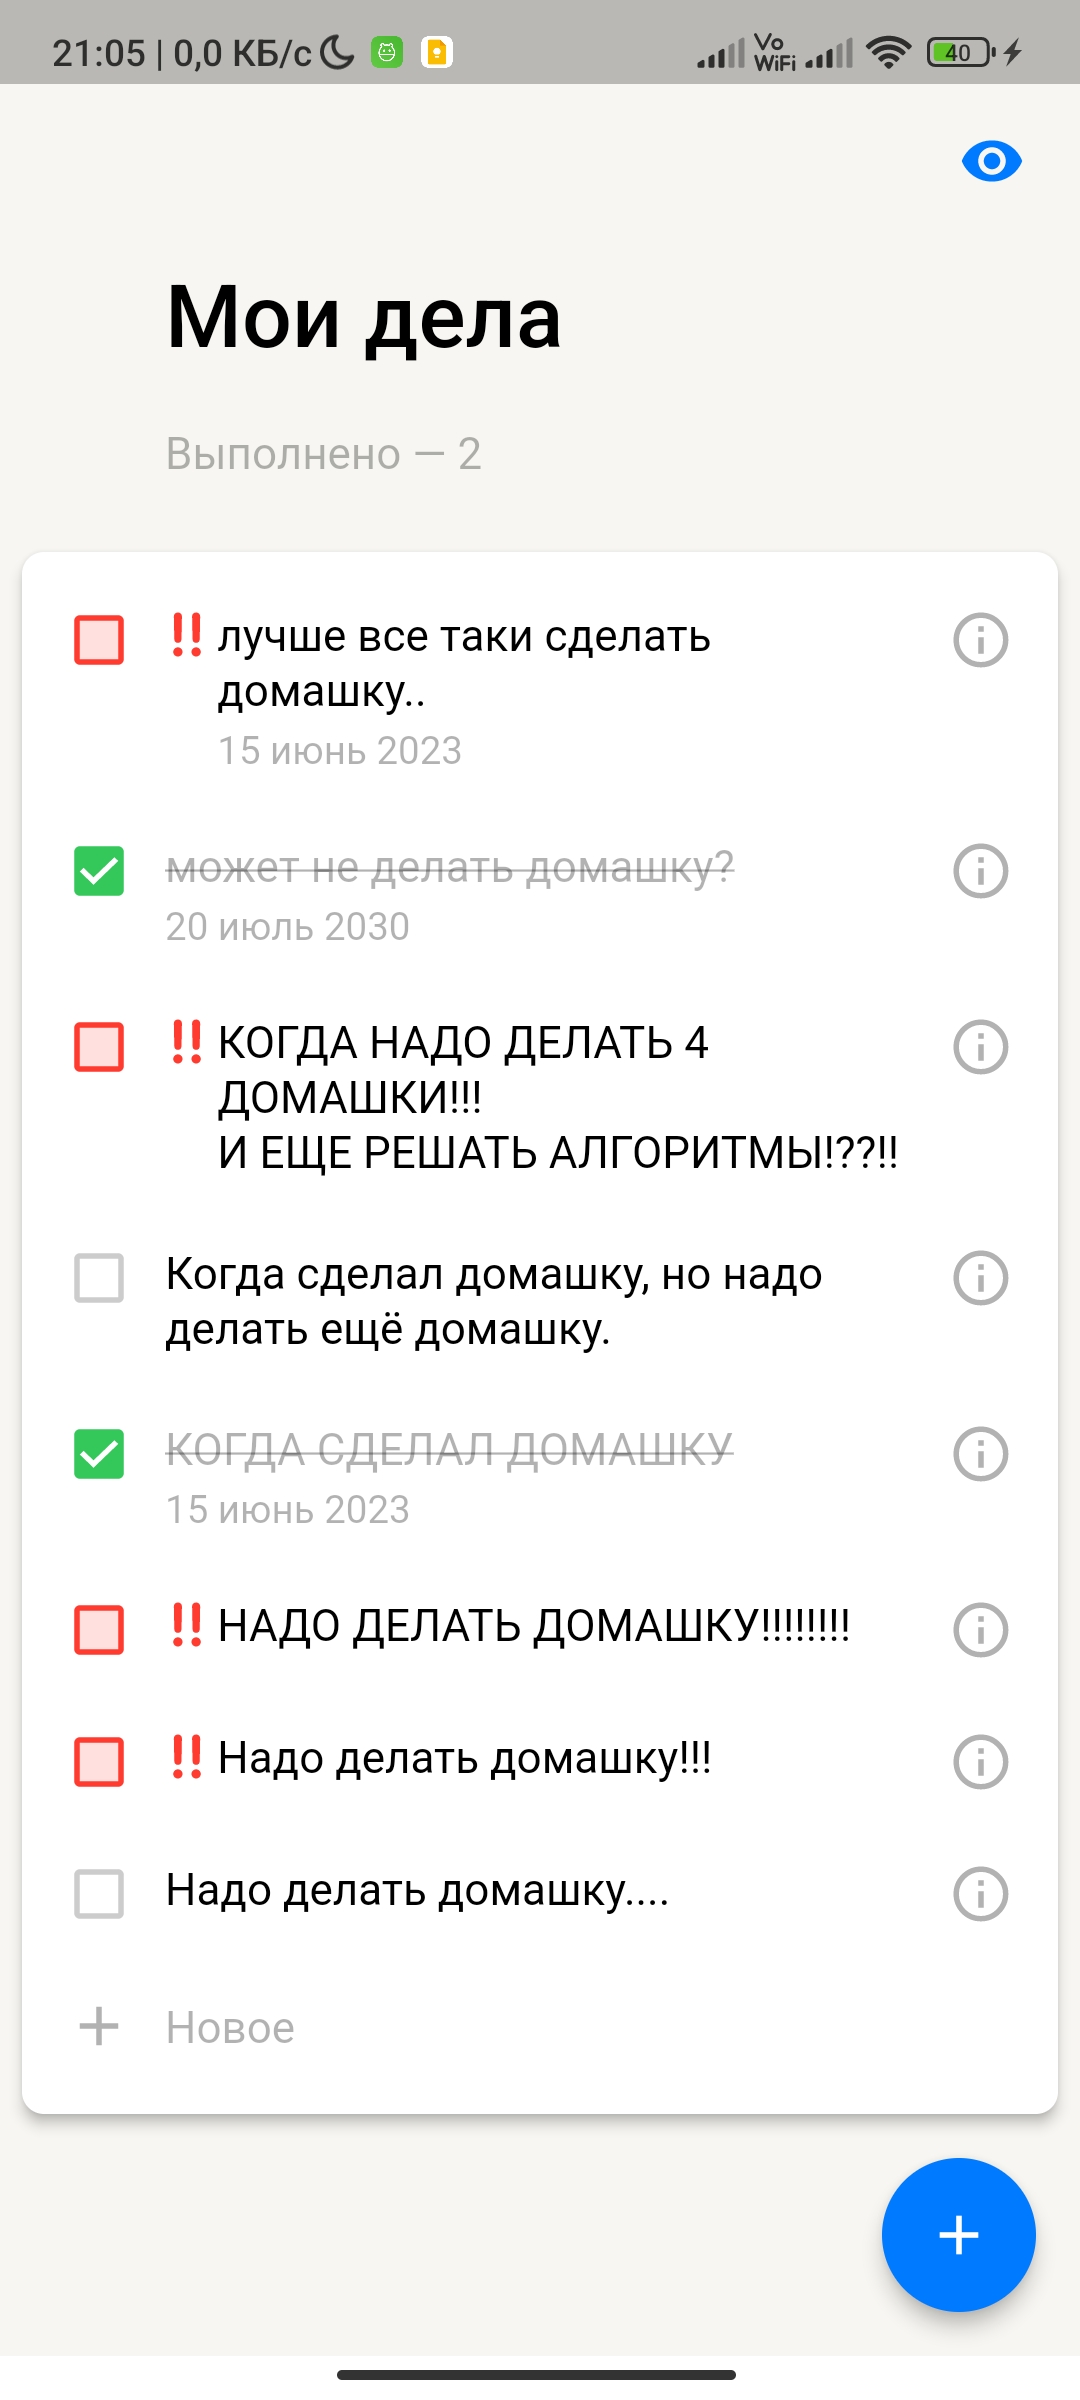 21:05 | 0,0 КБ/с
Vo
WiFi
40
Мои дела
Выполнено — 2
‼ лучше все таки сделать
домашку..
15 июнь 2023
может не делать домашку?
20 июль 2030
‼ КОГДА НАДО ДЕЛАТЬ 4
ДОМАШКИ!!!
И ЕЩЕ РЕШАТЬ АЛГОРИТМЫ!??!!
Когда сделал домашку, но надо
делать ещё домашку.
КОГДА СДЕЛАЛ ДОМАШКУ
15 июнь 2023
‼ НАДО ДЕЛАТЬ ДОМАШКУ!!!!!!!!
‼ Надо делать домашку!!!
Надо делать домашку....
Новое